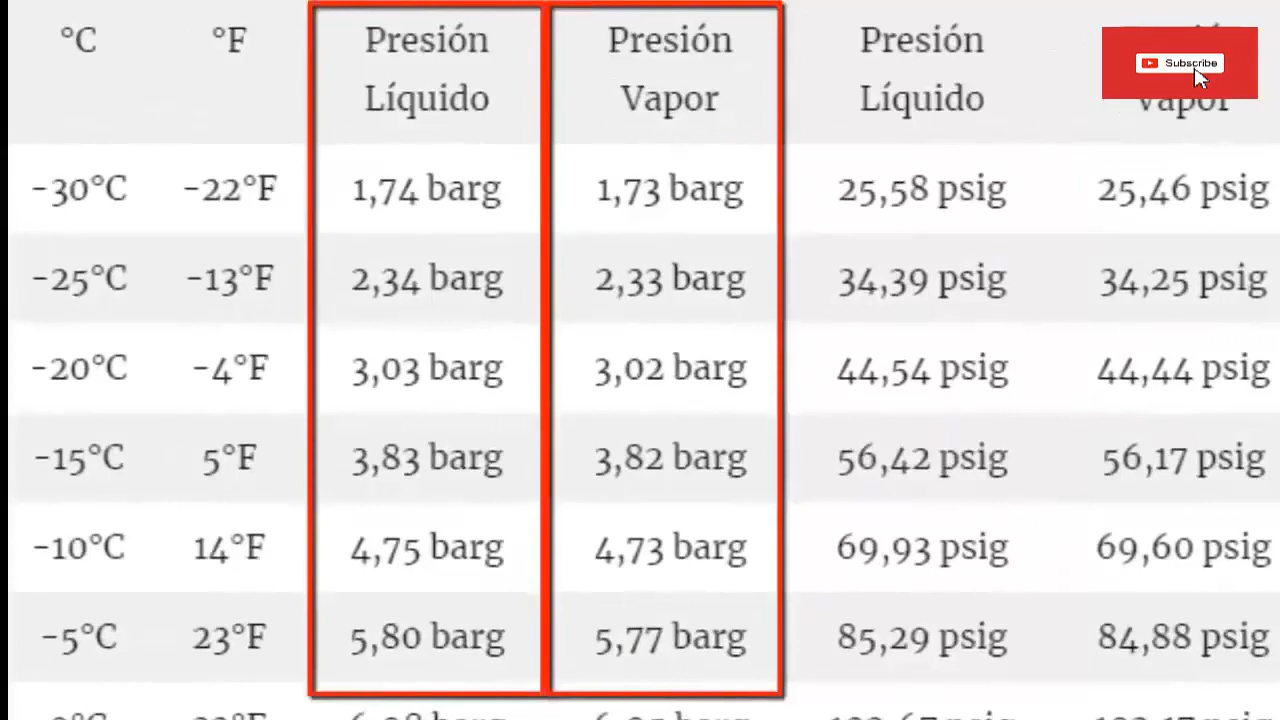 °C °F Presión Líquido Presión Vapor Presión Líquido Vapor
Subscribe
-30°C -22°F 1,74 barg 1,73 barg 25,58 psig 25,46 psig
-25°C -13°F 2,34 barg 2,33 barg 34,39 psig 34,25 psig
-20°C -4°F 3,03 barg 3,02 barg 44,54 psig 44,44 psig
-15°C 5°F 3,83 barg 3,82 barg 56,42 psig 56,17 psig
-10°C 14°F 4,75 barg 4,73 barg 69,93 psig 69,60 psig
-5°C 23°F 5,80 barg 5,77 barg 85,29 psig 84,88 psig